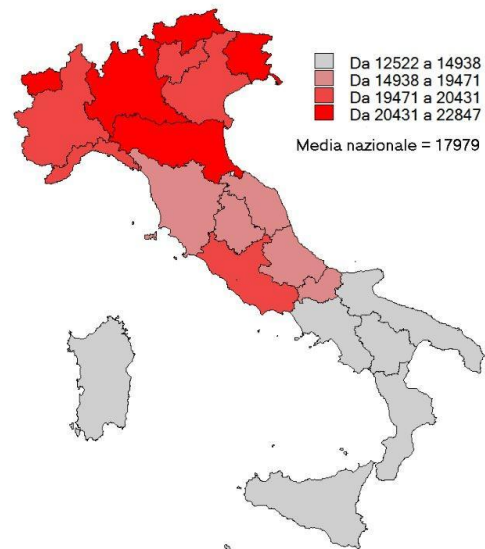 Da 12522 a 14938
Da 14938 a 19471
Da 19471 a 20431
Da 20431 a 22847
Media nazionale = 17979